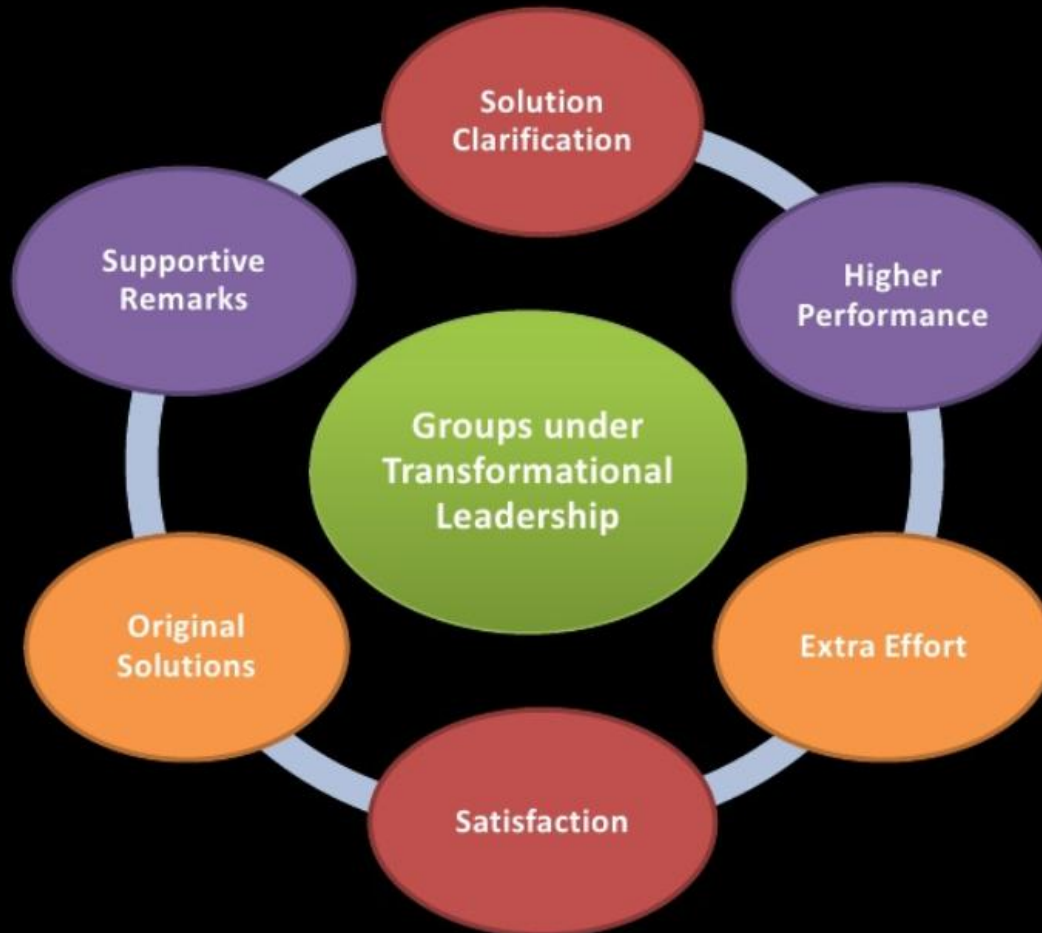 Solution
Clarification
Higher
Performance
Extra Effort
Satisfaction
Original
Solutions
Supportive
Remarks
Groups under
Transformational
Leadership